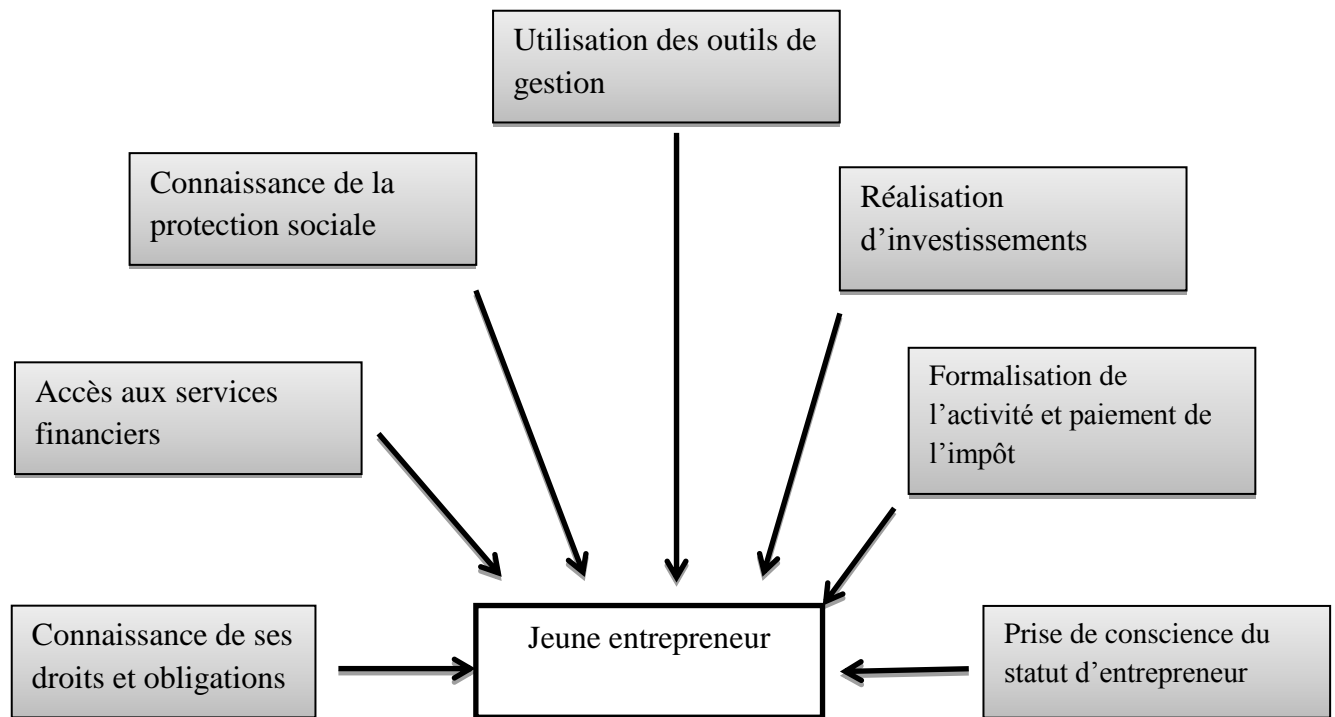 Utilisation des outils de
gestion
Connaissance de la
protection sociale
Réalisation
d’investissements
Accès aux services
financiers
Formalisation de
l’activité et paiement de
l’impôt
Connaissance de ses
droits et obligations
Jeune entrepreneur
Prise de conscience du
statut d’entrepreneur